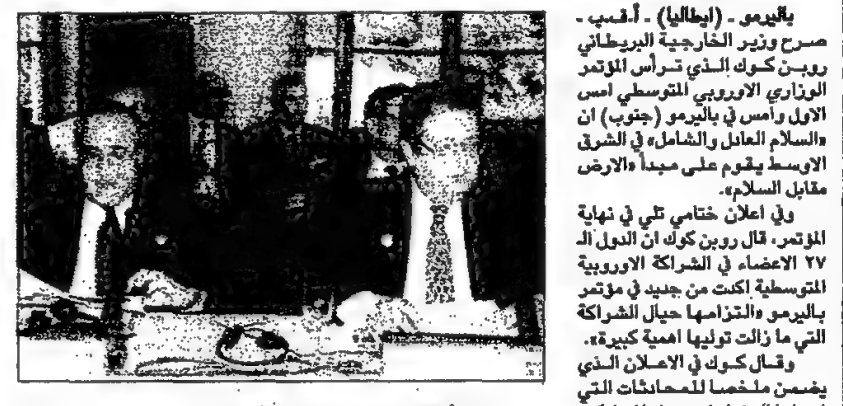 باليرمو ـ (ايطاليا) ـ أ.ف.ب ـ
صرح وزير الخارجية البريطاني
روبن كوك الذي ترأس المؤتمر
الوزاري الاوروبي المتوسطي امس
الاول وأمس في باليرمو (جنوب) ان
«السلام العادل والشامل» في الشرق
الاوسط يقوم على مبدأ «الارض
مقابل السلام».
وفي اعلان ختامي تلي في نهاية
المؤتمر، قال روبن كوك ان الدول الـ
٢٧ الاعضاء في الشراكة الاوروبية
المتوسطية اكدت من جديد في مؤتمر
باليرمو «التزامها حيال الشراكة
التي ما زالت توليها اهمية كبيرة».
وقال كوك في الاعلان الذي
يضمن ملخصا للمحادثات التي